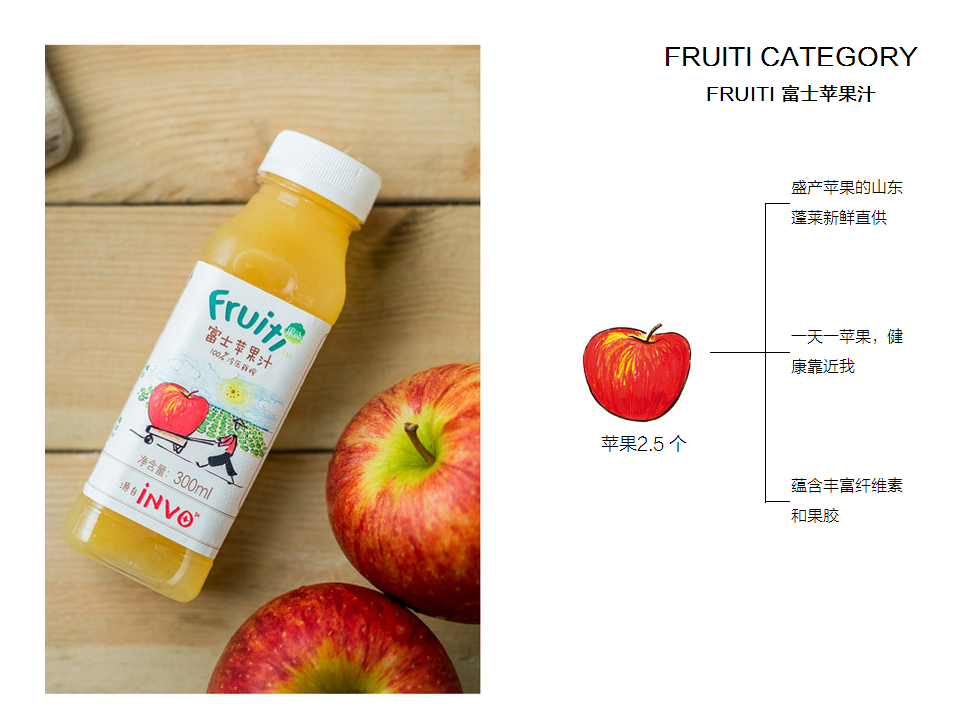 FRUITI CATEGORY
FRUITI 富士苹果汁
盛产苹果的山东
蓬莱新鲜直供
一天一苹果，健
康靠近我
苹果2.5 个
蕴含丰富纤维素
和果胶
Fruiti
富士苹果汁
100%冷压鲜榨
净含量：300ml
源自 iNVO